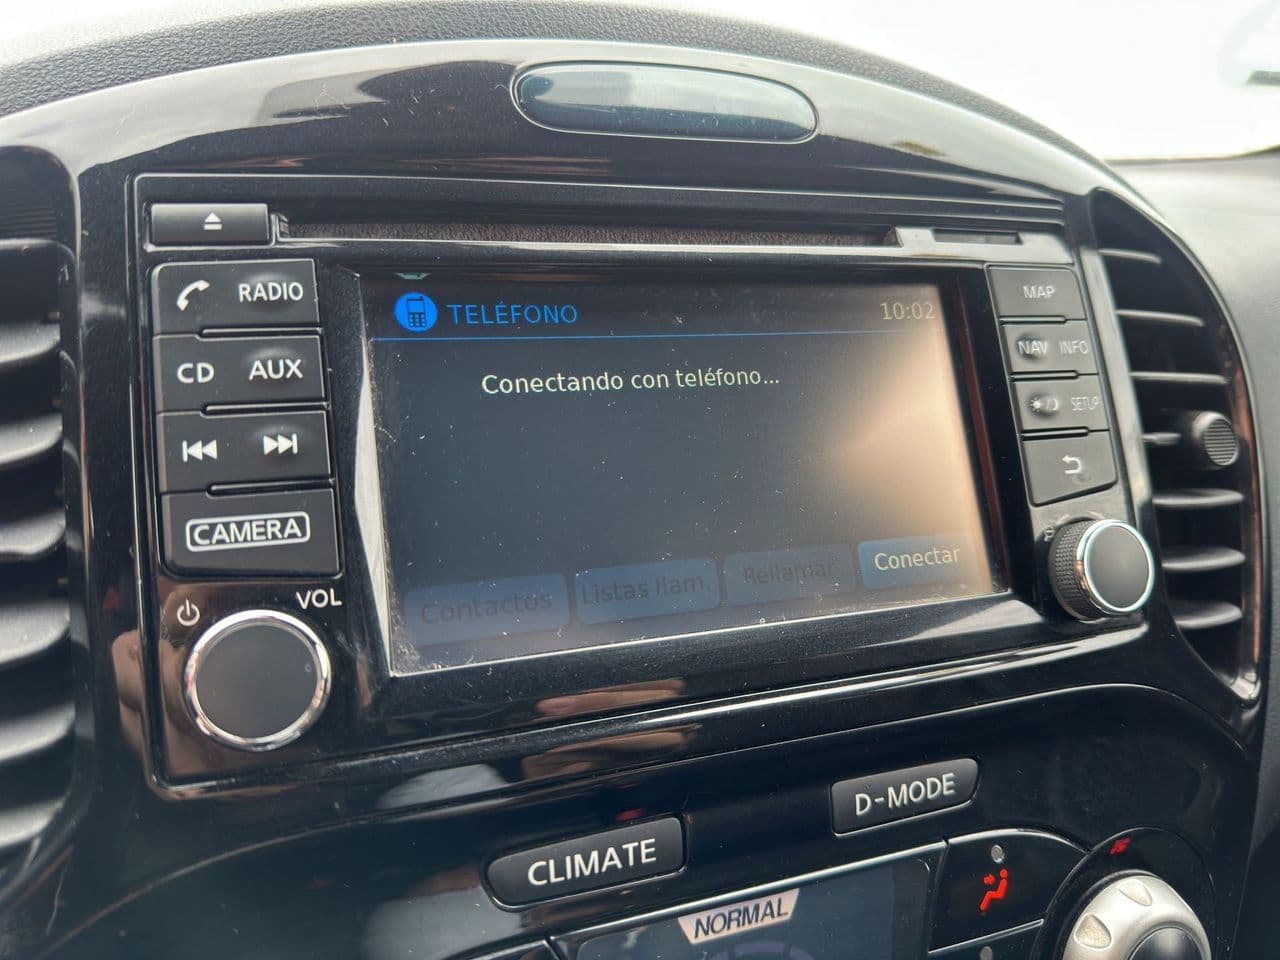 RADIO
CD AUX
CAMERA
VOL
TELÉFONO 10:02
Conectando con teléfono...
Contactos Listas llam. Rellamar Conectar
MAP
NAV INFO
SETUP
D-MODE
CLIMATE
NORMAL